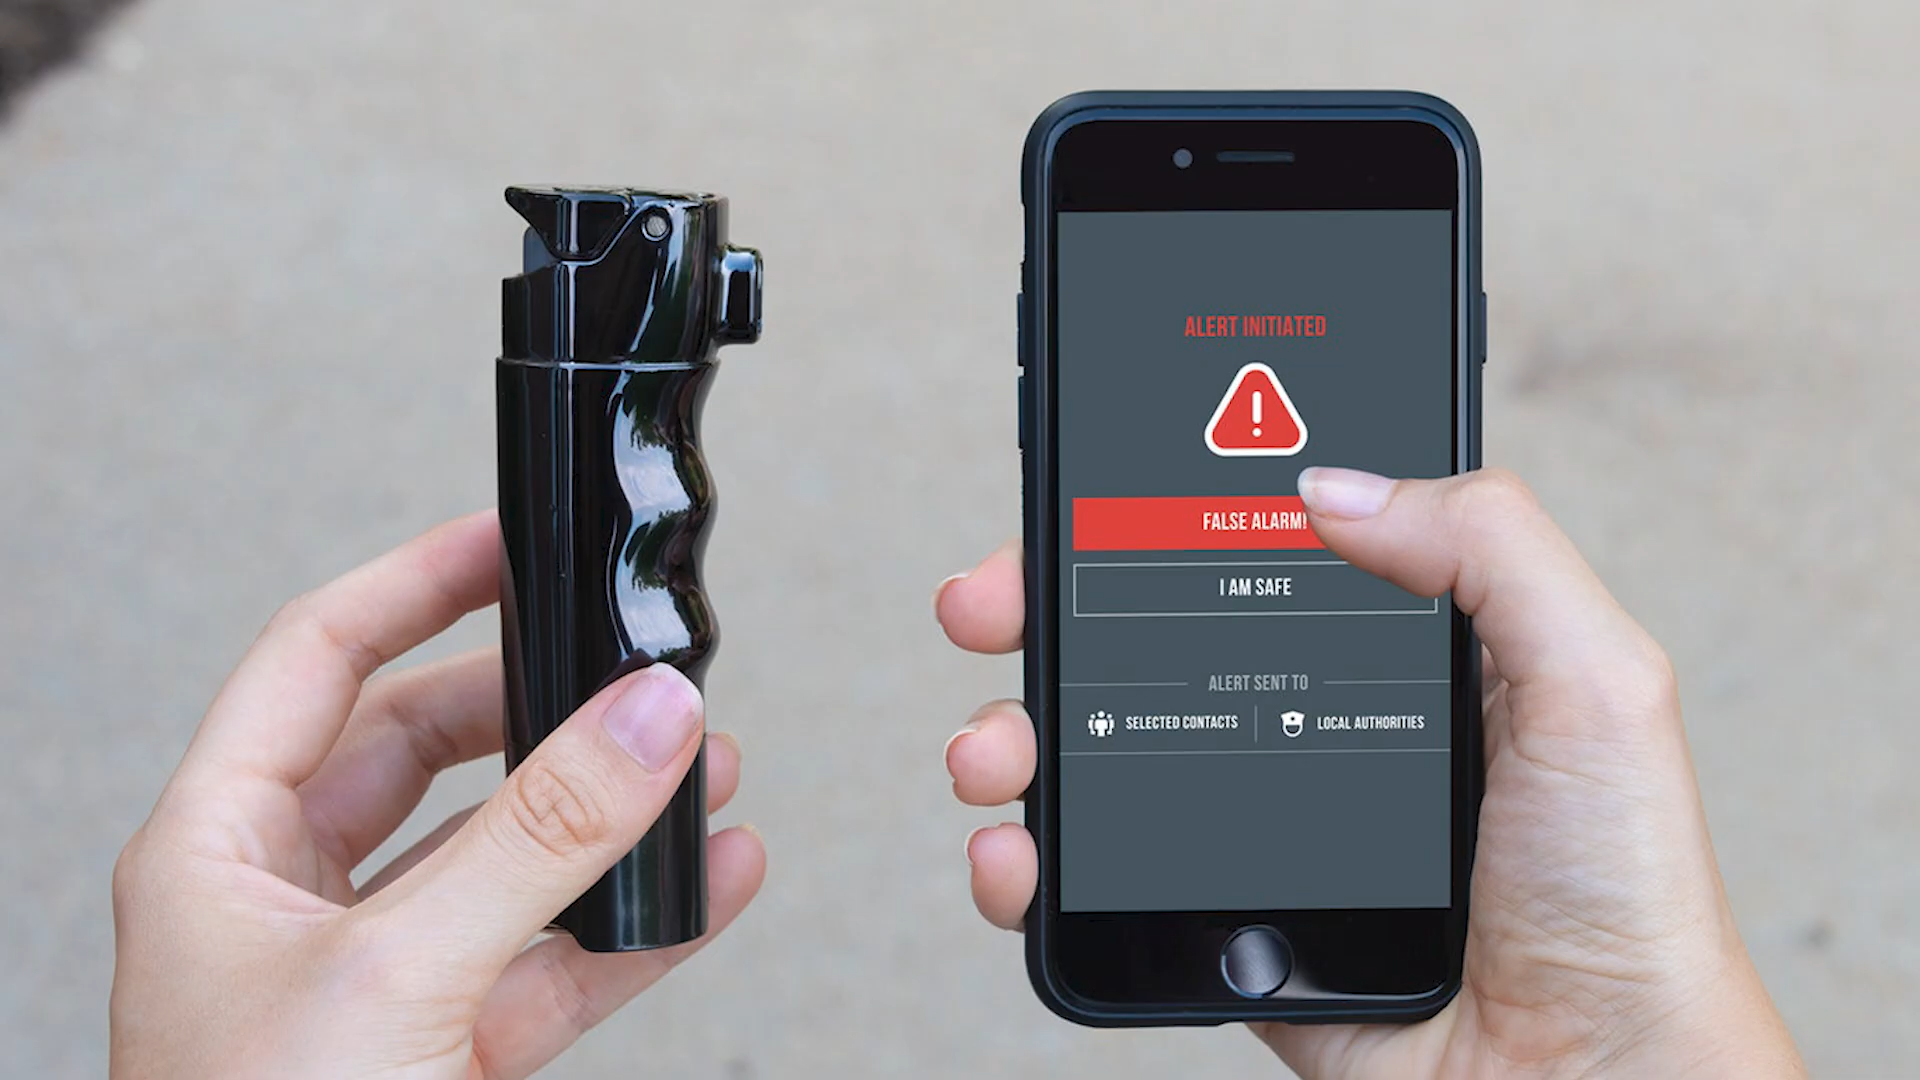 ALERT INITIATED
FALSE ALARM!
I AM SAFE
ALERT SENT TO
SELECTED CONTACTS
LOCAL AUTHORITIES